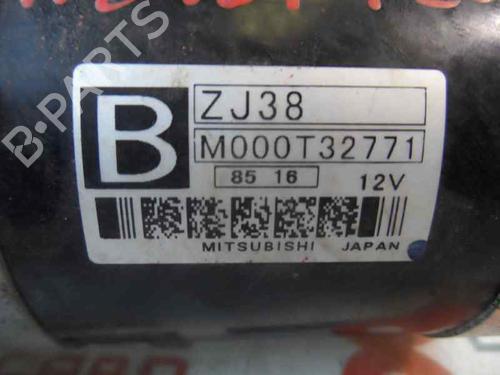 B
ZJ38
M000T32771
85 16
12V
MITSUBISHI JAPAN
B-PARTS